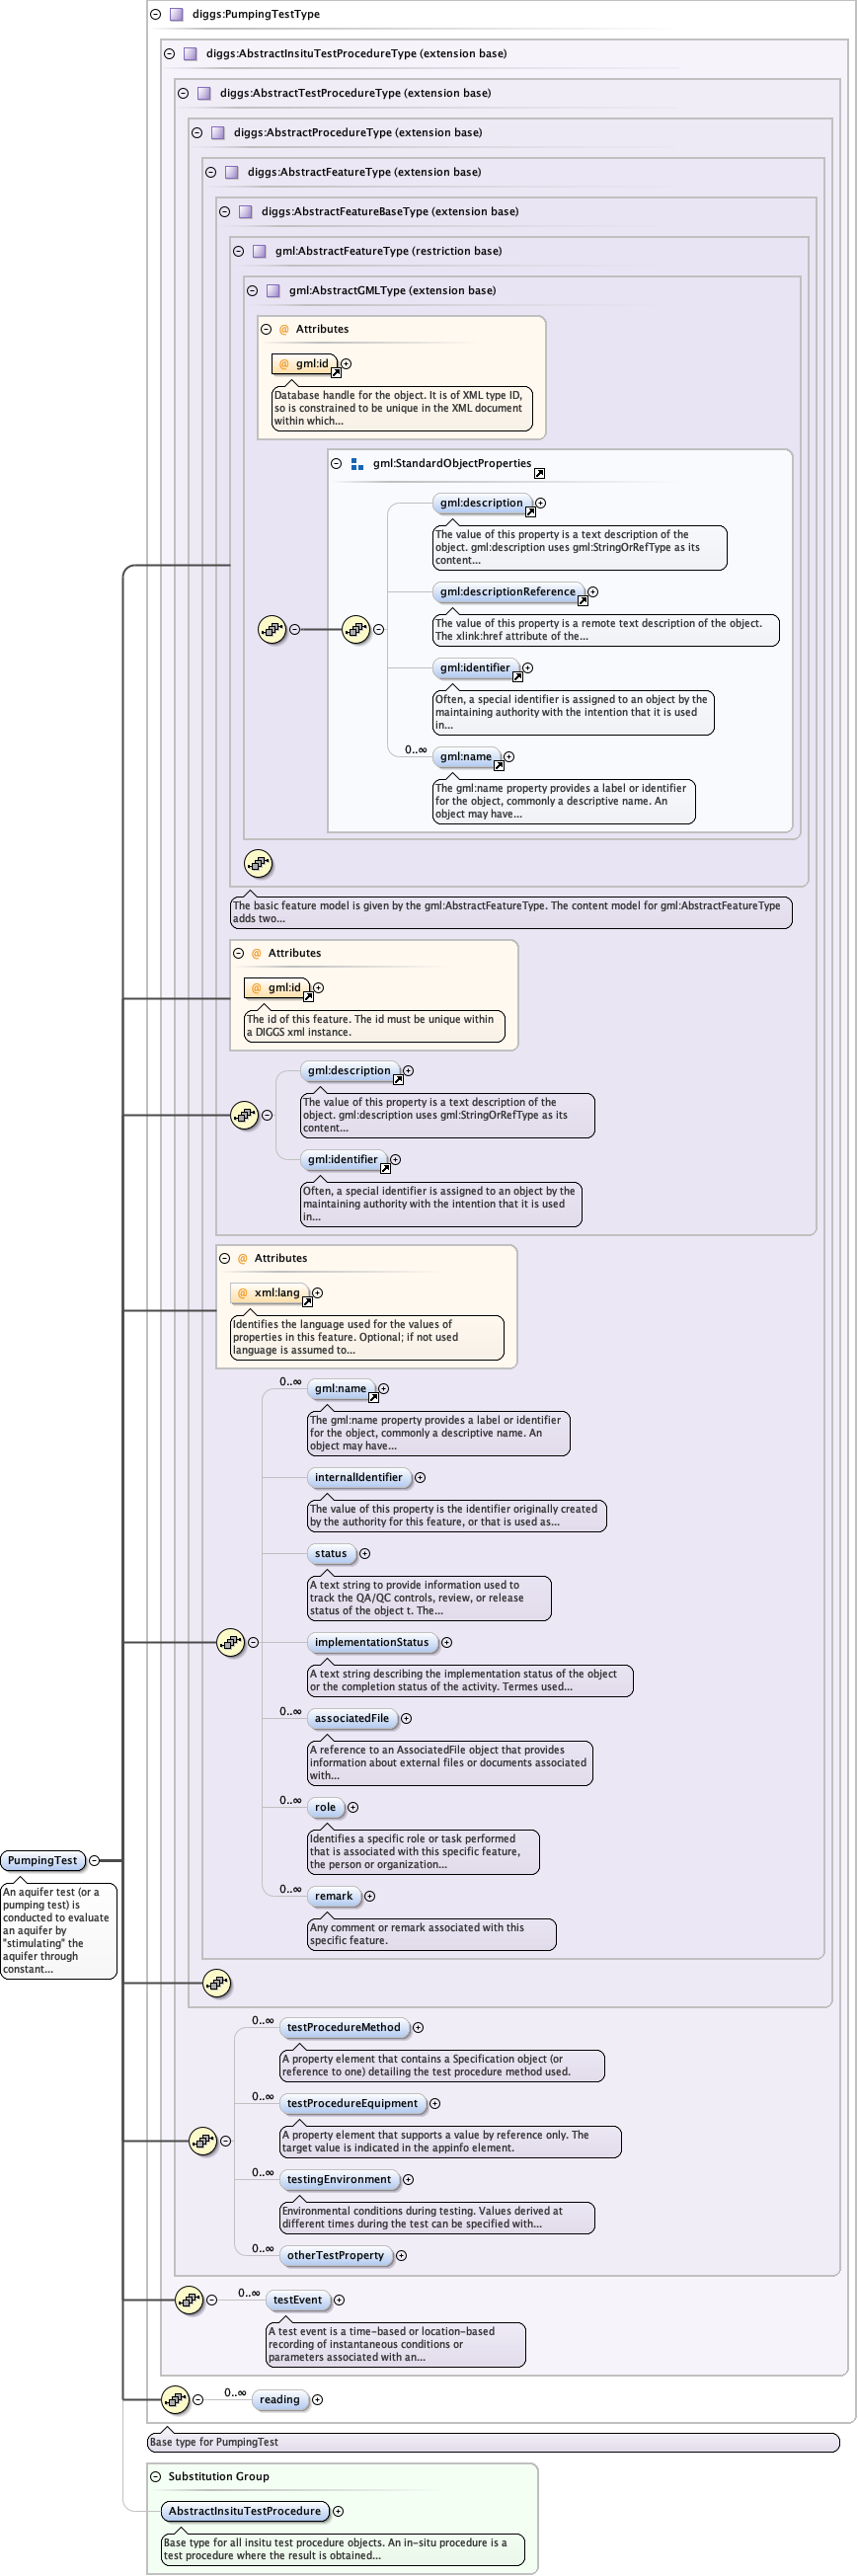 diggs:PumpingTestType
diggs:AbstractInsituTestProcedureType (extension base)
diggs:AbstractTestProcedureType (extension base)
diggs:AbstractProcedureType (extension base)
diggs:AbstractFeatureType (extension base)
diggs:AbstractFeatureBaseType (extension base)
gml:AbstractFeatureType (restriction base)
gml:AbstractGMLType (extension base)
@ Attributes
@ gml:id
Database handle for the object. It is of XML type ID,
so is constrained to be unique in the XML document
within which...
gml:StandardObjectProperties
gml:description
The value of this property is a text description of the
object. gml:description uses gml:StringOrRefType as its
content...
gml:descriptionReference
The value of this property is a remote text description of the object.
The xlink:href attribute of the...
gml:identifier
Often, a special identifier is assigned to an object by the
maintaining authority with the intention that it is used
in...
0..∞
gml:name
The gml:name property provides a label or identifier
for the object, commonly a descriptive name. An
object may have...
The basic feature model is given by the gml:AbstractFeatureType. The content model for gml:AbstractFeatureType
adds two...
@ Attributes
@ gml:id
The id of this feature. The id must be unique within
a DIGGS xml instance.
gml:description
The value of this property is a text description of the
object. gml:description uses gml:StringOrRefType as its
content...
gml:identifier
Often, a special identifier is assigned to an object by the
maintaining authority with the intention that it is used
in...
@ Attributes
@ xml:lang
Identifies the language used for the values of
properties in this feature. Optional; if not used
language is assumed to...
0..∞
gml:name
The gml:name property provides a label or identifier
for the object, commonly a descriptive name. An
object may have...
internalIdentifier
The value of this property is the identifier originally created
by the authority for this feature, or that is used as...
status
A text string to provide information used to
track the QA/QC controls, review, or release
status of the object t. The...
implementationStatus
A text string describing the implementation status of the object
or the completion status of the activity. Termes used...
0..∞
associatedFile
A reference to an AssociatedFile object that provides
information about external files or documents associated
with...
0..∞
role
Identifies a specific role or task performed
that is associated with this specific feature,
the person or organization...
0..∞
remark
Any comment or remark associated with this
specific feature.
PumpingTest
An aquifer test (or a
pumping test) is
conducted to evaluate
an aquifer by
"stimulating" the
aquifer through
constant...
0..∞
testProcedureMethod
A property element that contains a Specification object (or
reference to one) detailing the test procedure method used.
0..∞
testProcedureEquipment
A property element that supports a value by reference only. The
target value is indicated in the appinfo element.
0..∞
testingEnvironment
Environmental conditions during testing. Values derived at
different times during the test can be specified with...
0..∞
otherTestProperty
0..∞
testEvent
A test event is a time-based or location-based
recording of instantaneous conditions or
parameters associated with an...
0..∞
reading
Base type for PumpingTest
Substitution Group
AbstractInsituTestProcedure
Base type for all insitu test procedure objects. An in-situ procedure is a
test procedure where the result is obtained...